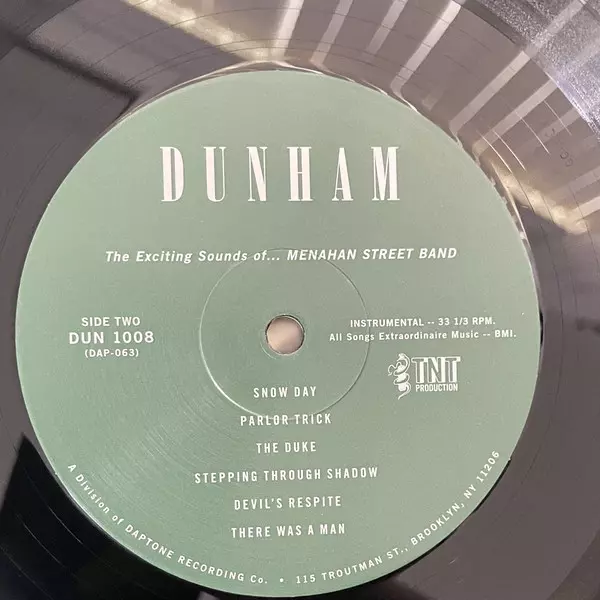 DUNHAM
The Exciting Sounds of... MENAHAN STREET BAND
SIDE TWO
DUN 1008
(DAP-063)
INSTRUMENTAL -- 33 1/3 RPM.
All Songs Extraordinaire Music -- BMI.
TNT
PRODUCTION
SNOW DAY
PARLOR TRICK
THE DUKE
STEPPING THROUGH SHADOW
DEVIL'S RESPITE
THERE WAS A MAN
A Division of DAPTONE RECORDING Co. • 115 TROUTMAN ST., BROOKLYN, NY 11206